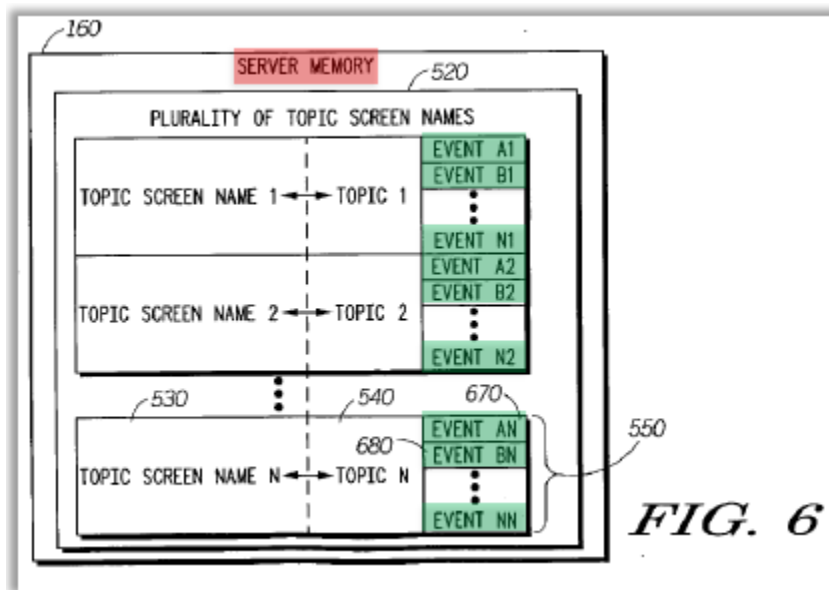 160
SERVER MEMORY
520
PLURALITY OF TOPIC SCREEN NAMES
EVENT A1
EVENT B1
TOPIC SCREEN NAME 1 TOPIC 1
EVENT N1
EVENT A2
EVENT B2
TOPIC SCREEN NAME 2 TOPIC 2
EVENT N2
530 540 670
EVENT AN
550
680 EVENT BN
TOPIC SCREEN NAME N TOPIC N
EVENT NN
FIG. 6